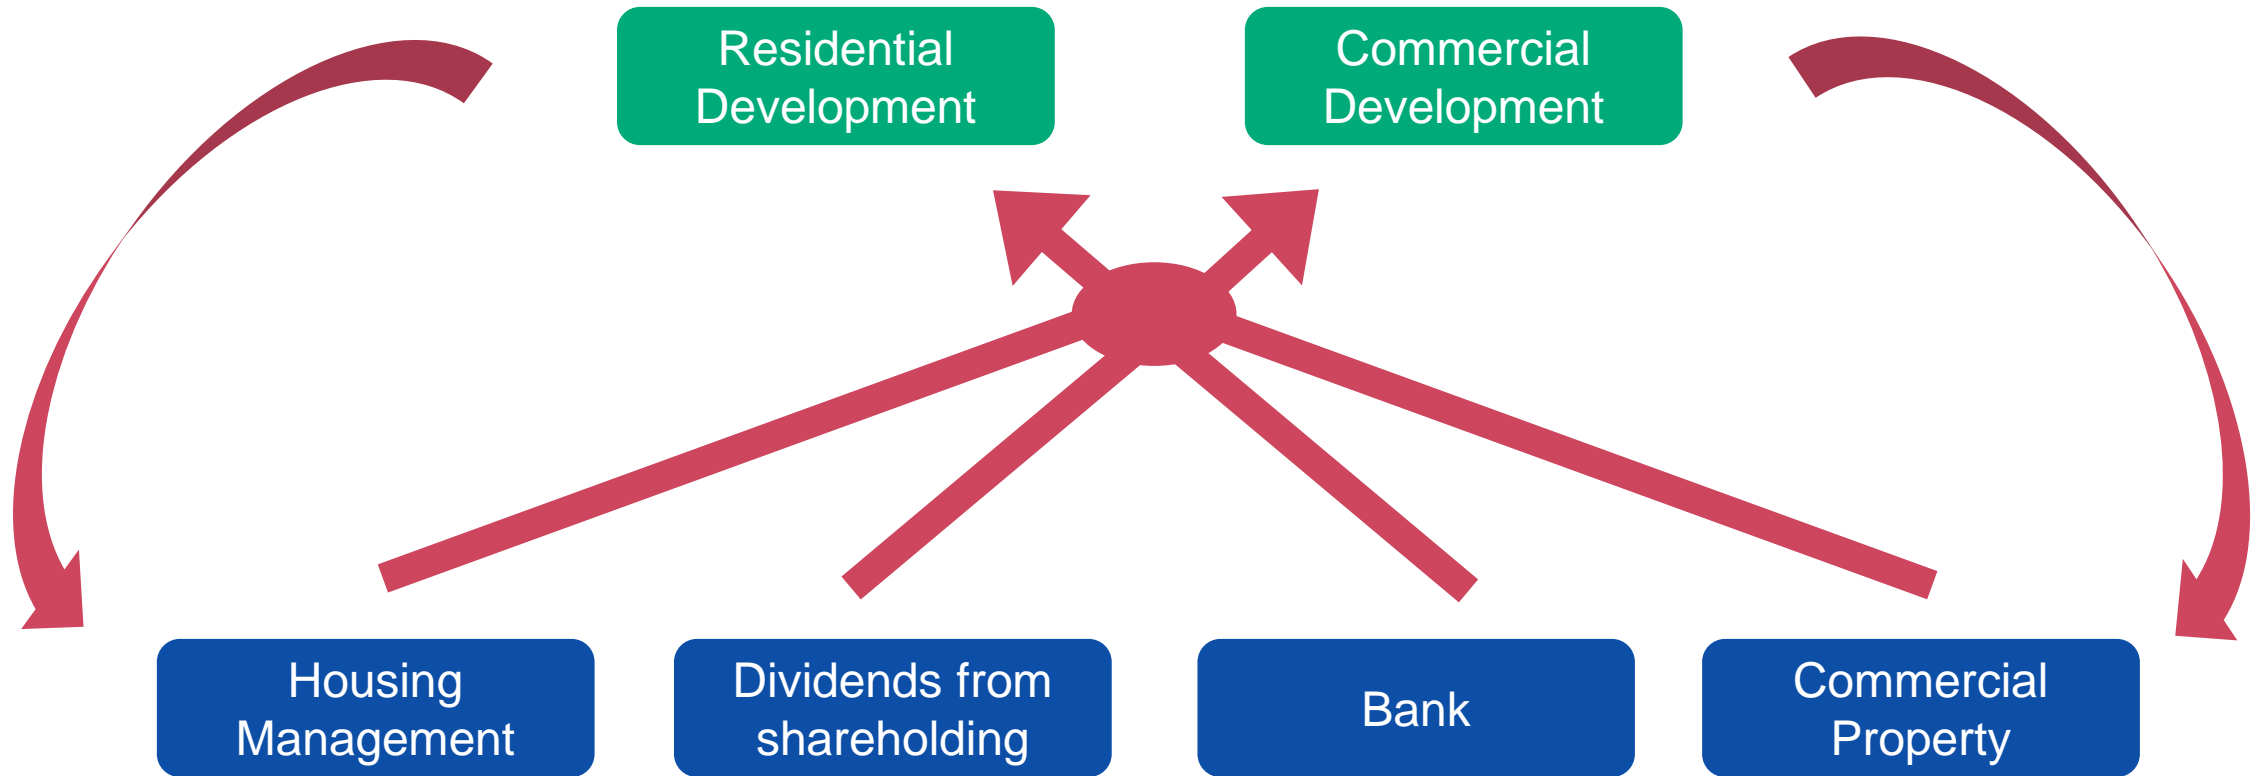 Residential
Development
Commercial
Development
Housing
Management
Dividends from
shareholding
Bank
Commercial
Property